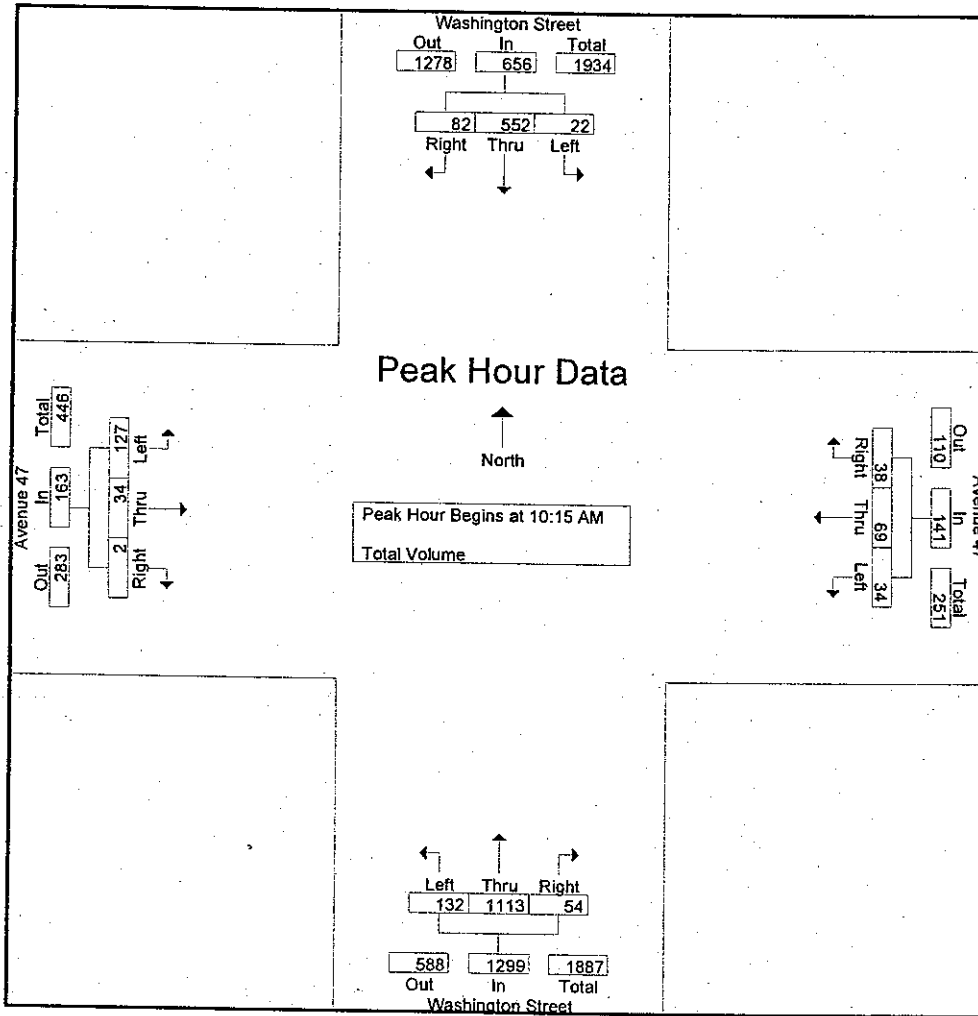 Washington Street
Out In Total
1278 656 1934
82 552 22
Right Thru Left
Peak Hour Data
North
Peak Hour Begins at 10:15 AM
Total Volume
Avenue 47
Total In Out
446 163 283
127 34 2
Left Thru Right
Right Thru Left
38 69 34
Out In Total
110 141 251
Avenue 47
Left Thru Right
132 1113 54
588 1299 1887
Out In Total
Washington Street